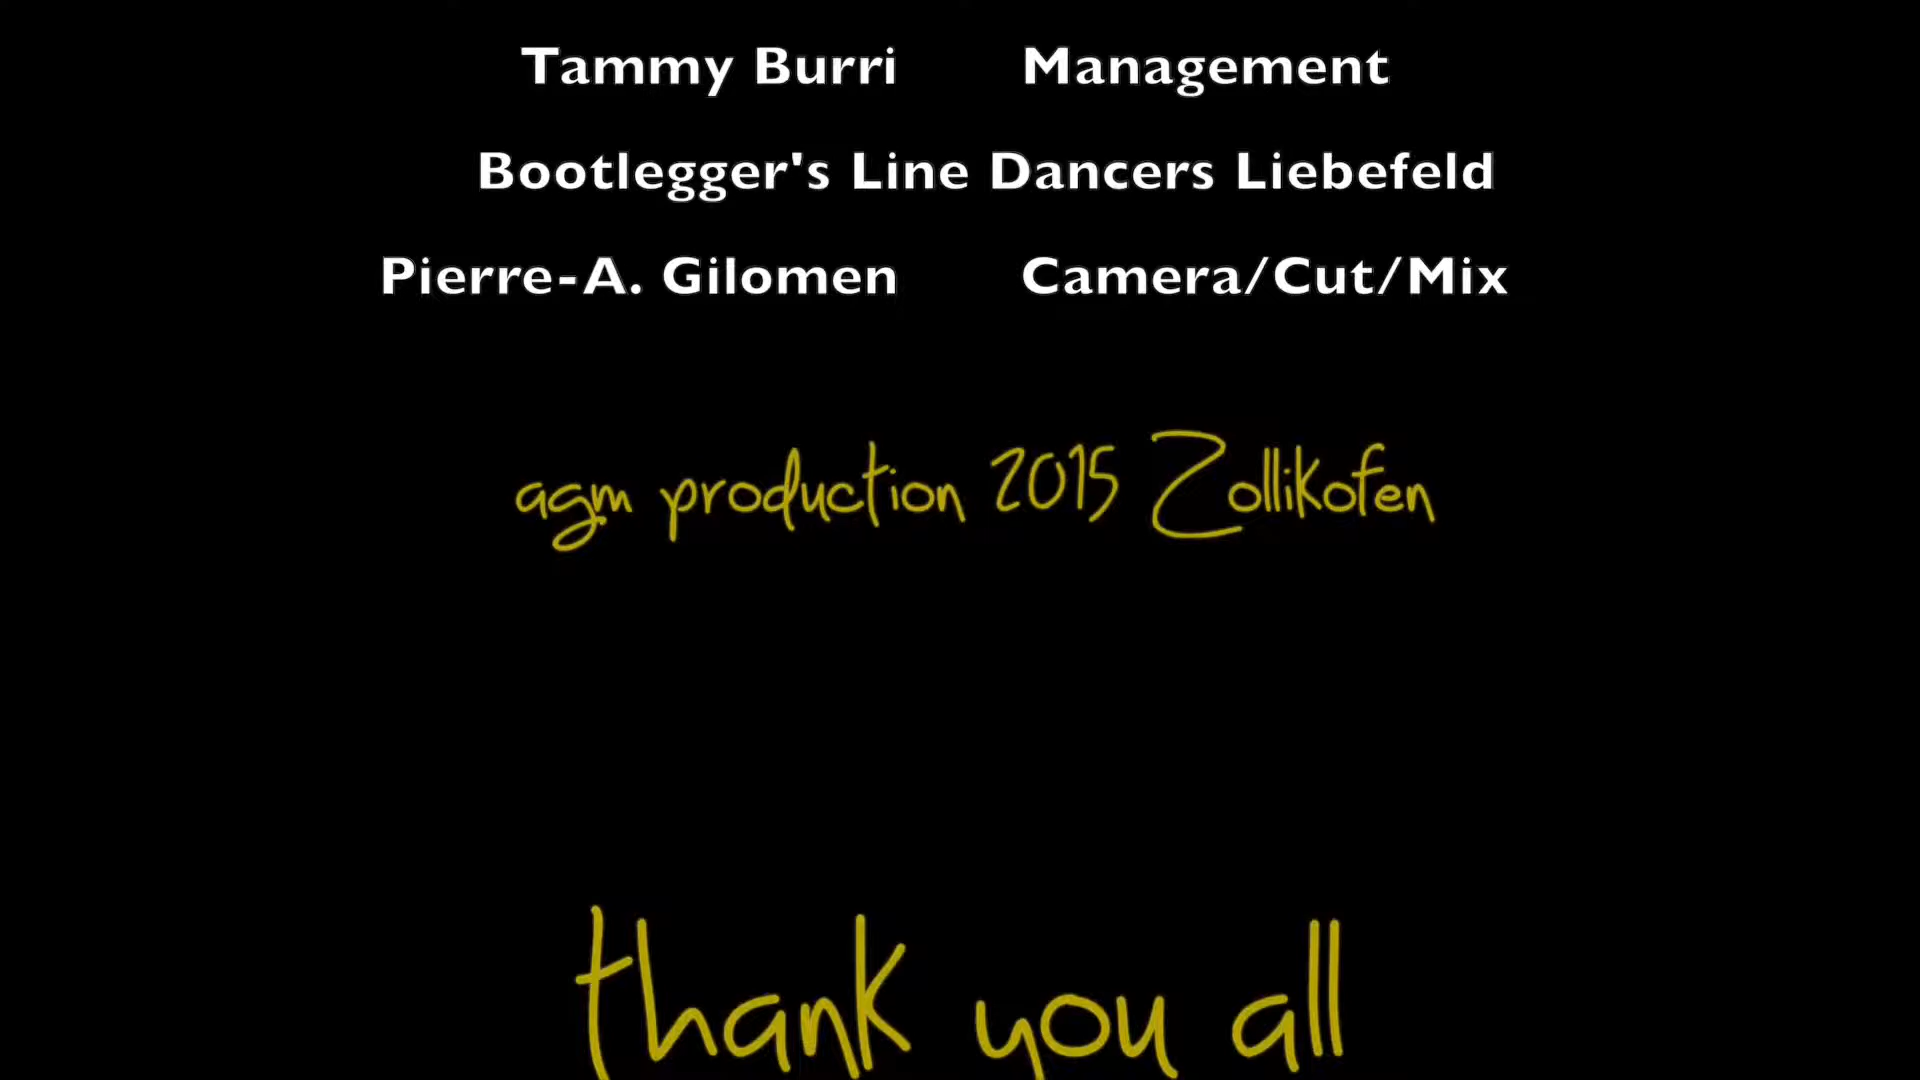 Tammy Burri Management
Bootlegger's Line Dancers Liebefeld
Pierre-A. Gilomen Camera/Cut/Mix
agm production 2015 Zollikofen
thank you all